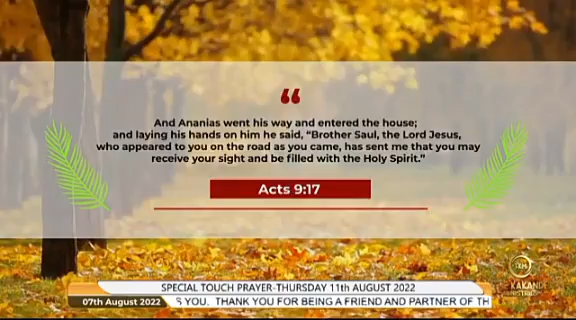 “
And Ananias went his way and entered the house;
and laying his hands on him he said, “Brother Saul, the Lord Jesus,
who appeared to you on the road as you came, has sent me that you may
receive your sight and be filled with the Holy Spirit.”
Acts 9:17
KAKANDE
MINISTRIES
SPECIAL TOUCH PRAYER-THURSDAY 11th AUGUST 2022
07th August 2022
S YOU. THANK YOU FOR BEING A FRIEND AND PARTNER OF TH